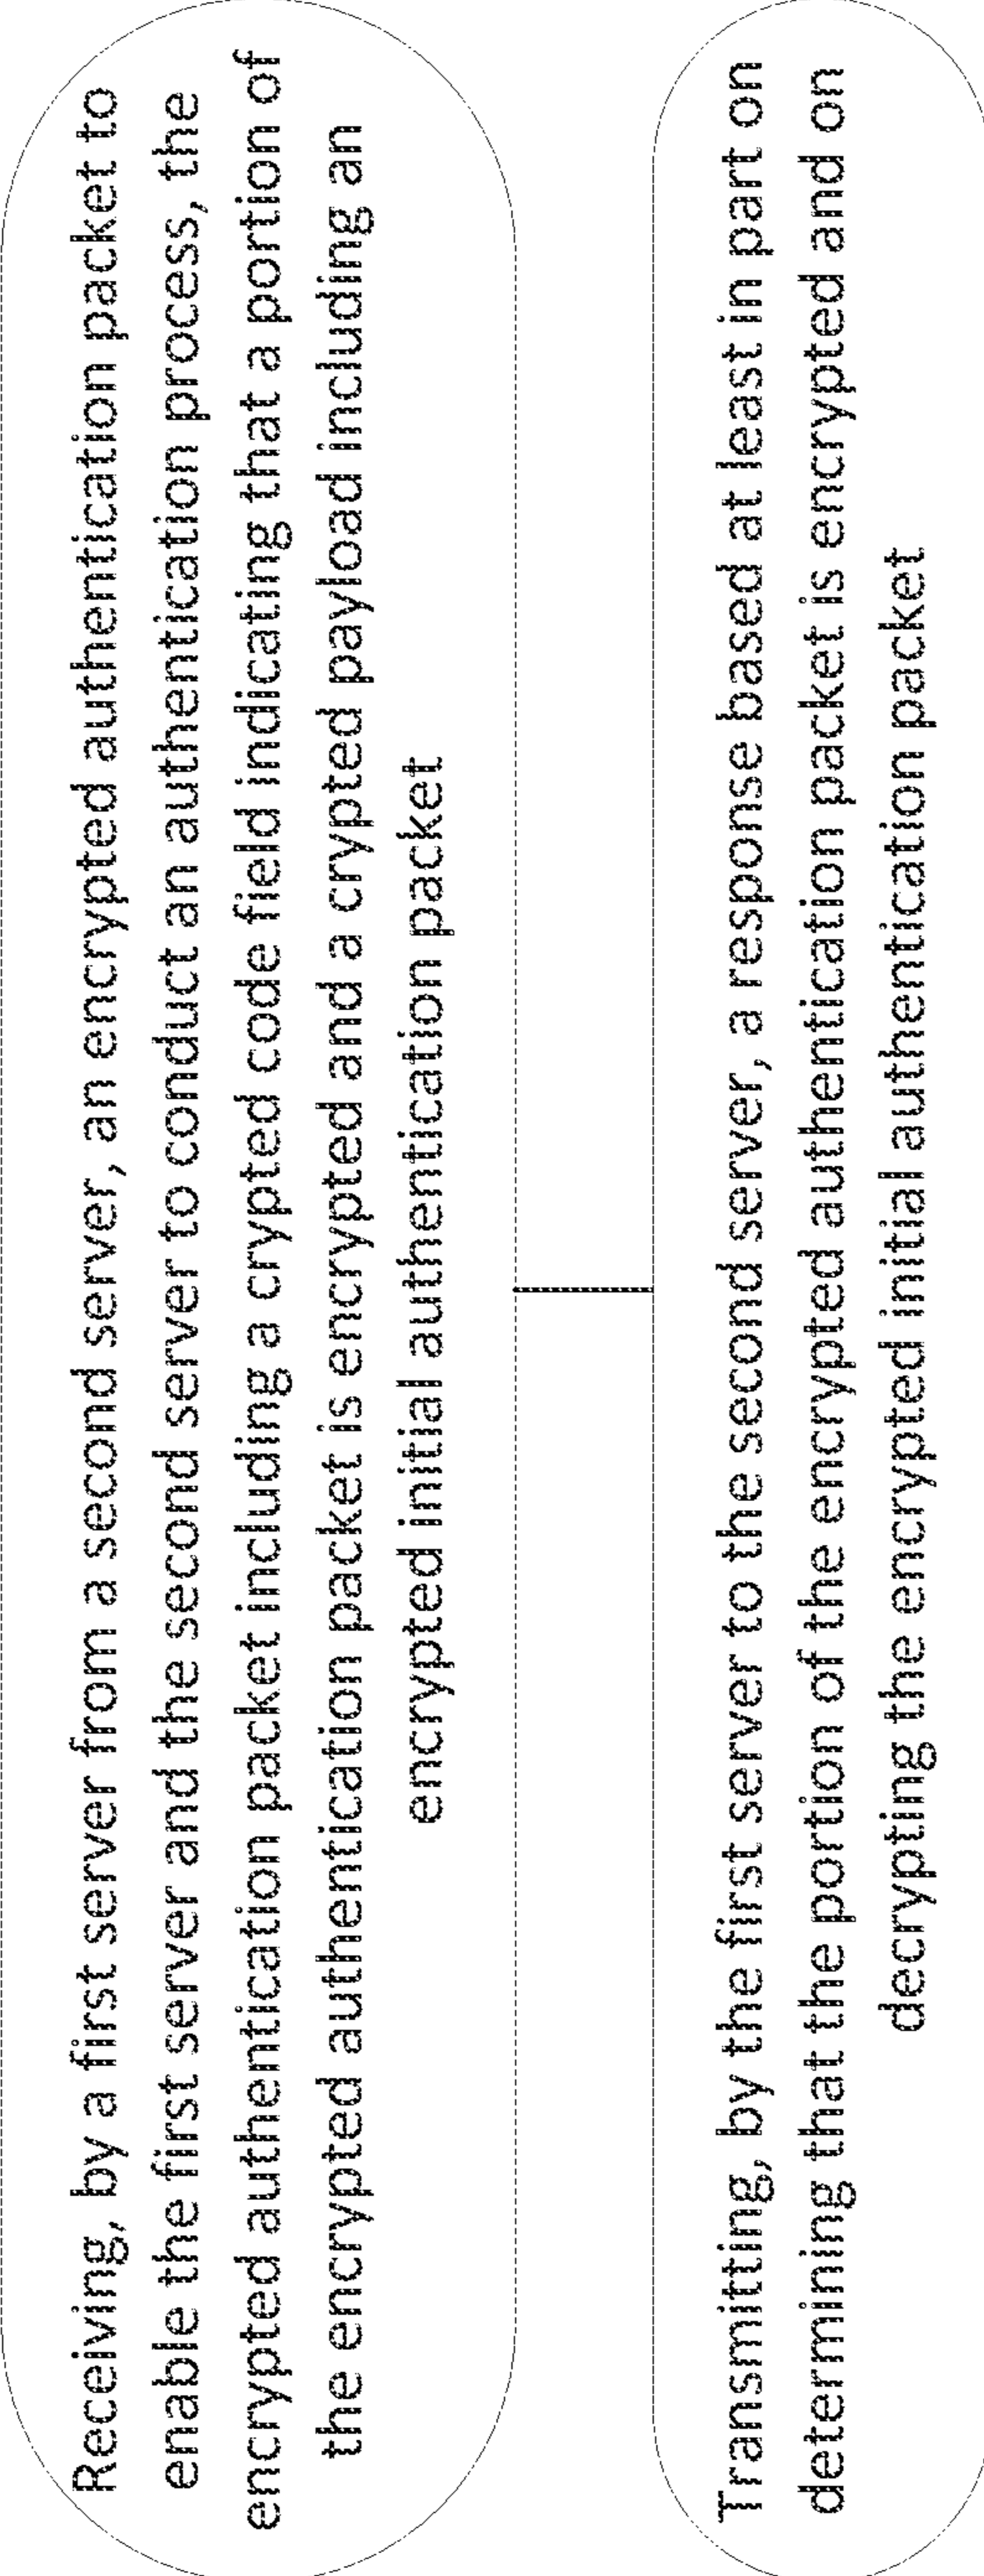 Receiving, by a first server from a second server, an encrypted authentication packet to
enable the first server and the second server to conduct an authentication process, the
encrypted authentication packet including a crypted code field indicating that a portion of
the encrypted authentication packet is encrypted and a crypted payload including an
encrypted initial authentication packet
Transmitting, by the first server to the second server, a response based at least in part on
determining that the portion of the encrypted authentication packet is encrypted and on
decrypting the encrypted initial authentication packet